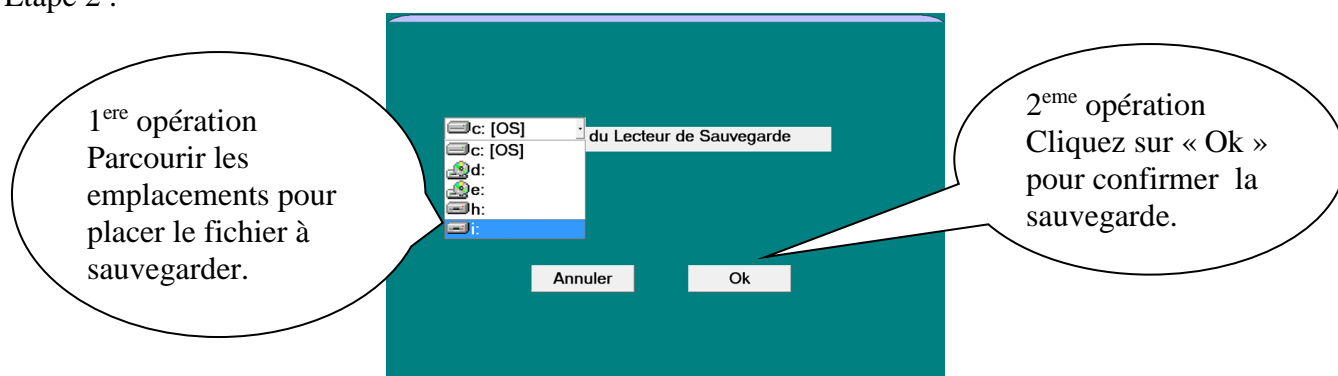 Etape 2 :
1ere opération
Parcourir les
emplacements pour
placer le fichier à
sauvegarder.
c: [OS]
du Lecteur de Sauvegarde
c: [OS]
d:
e:
h:
i:
Annuler
Ok
2eme opération
Cliquez sur « Ok »
pour confirmer la
sauvegarde.